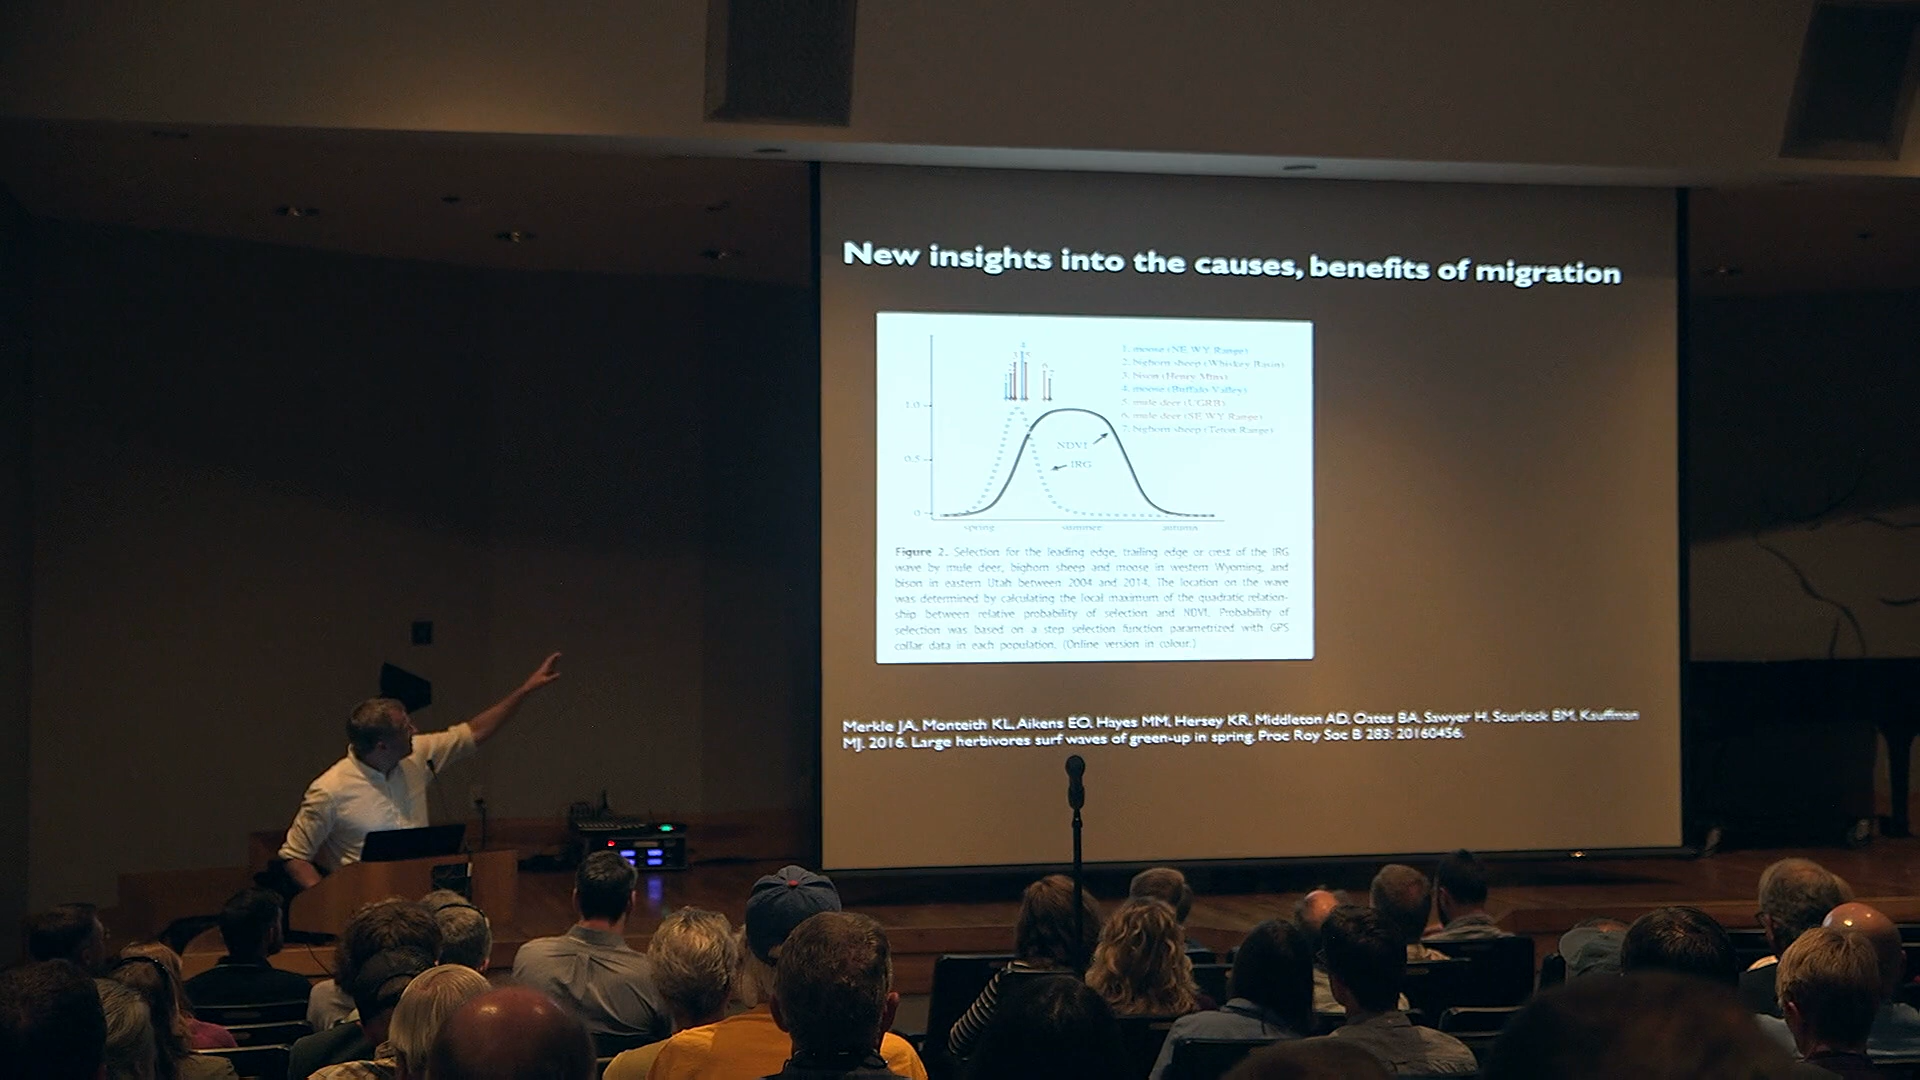 New insights into the causes, benefits of migration
4
3 5
6
7
1. moose (NE WY Range)
2. bighorn sheep (Whiskey Basin)
3. bison (Henry Mtns)
4. moose (Buffalo Valley)
5. mule deer (UGRB)
6. mule deer (SE WY Range)
7. bighorn sheep (Teton Range)
1.0
NDVI
0.5
IRG
0
spring summer autumn
Figure 2. Selection for the leading edge, trailing edge or crest of the IRG
wave by mule deer, bighorn sheep and moose in western Wyoming, and
bison in eastern Utah between 2004 and 2014. The location on the wave
was determined by calculating the local maximum of the quadratic relation-
ship between relative probability of selection and NDVI. Probability of
selection was based on a step selection function parametrized with GPS
collar data in each population. (Online version in colour.)
Merkle JA, Monteith KL, Aikens EO, Hayes MM, Hersey KR, Middleton AD, Oates BA, Sawyer H, Scurlock BM, Kauffman
MJ. 2016. Large herbivores surf waves of green-up in spring. Proc Roy Soc B 283: 20160456.